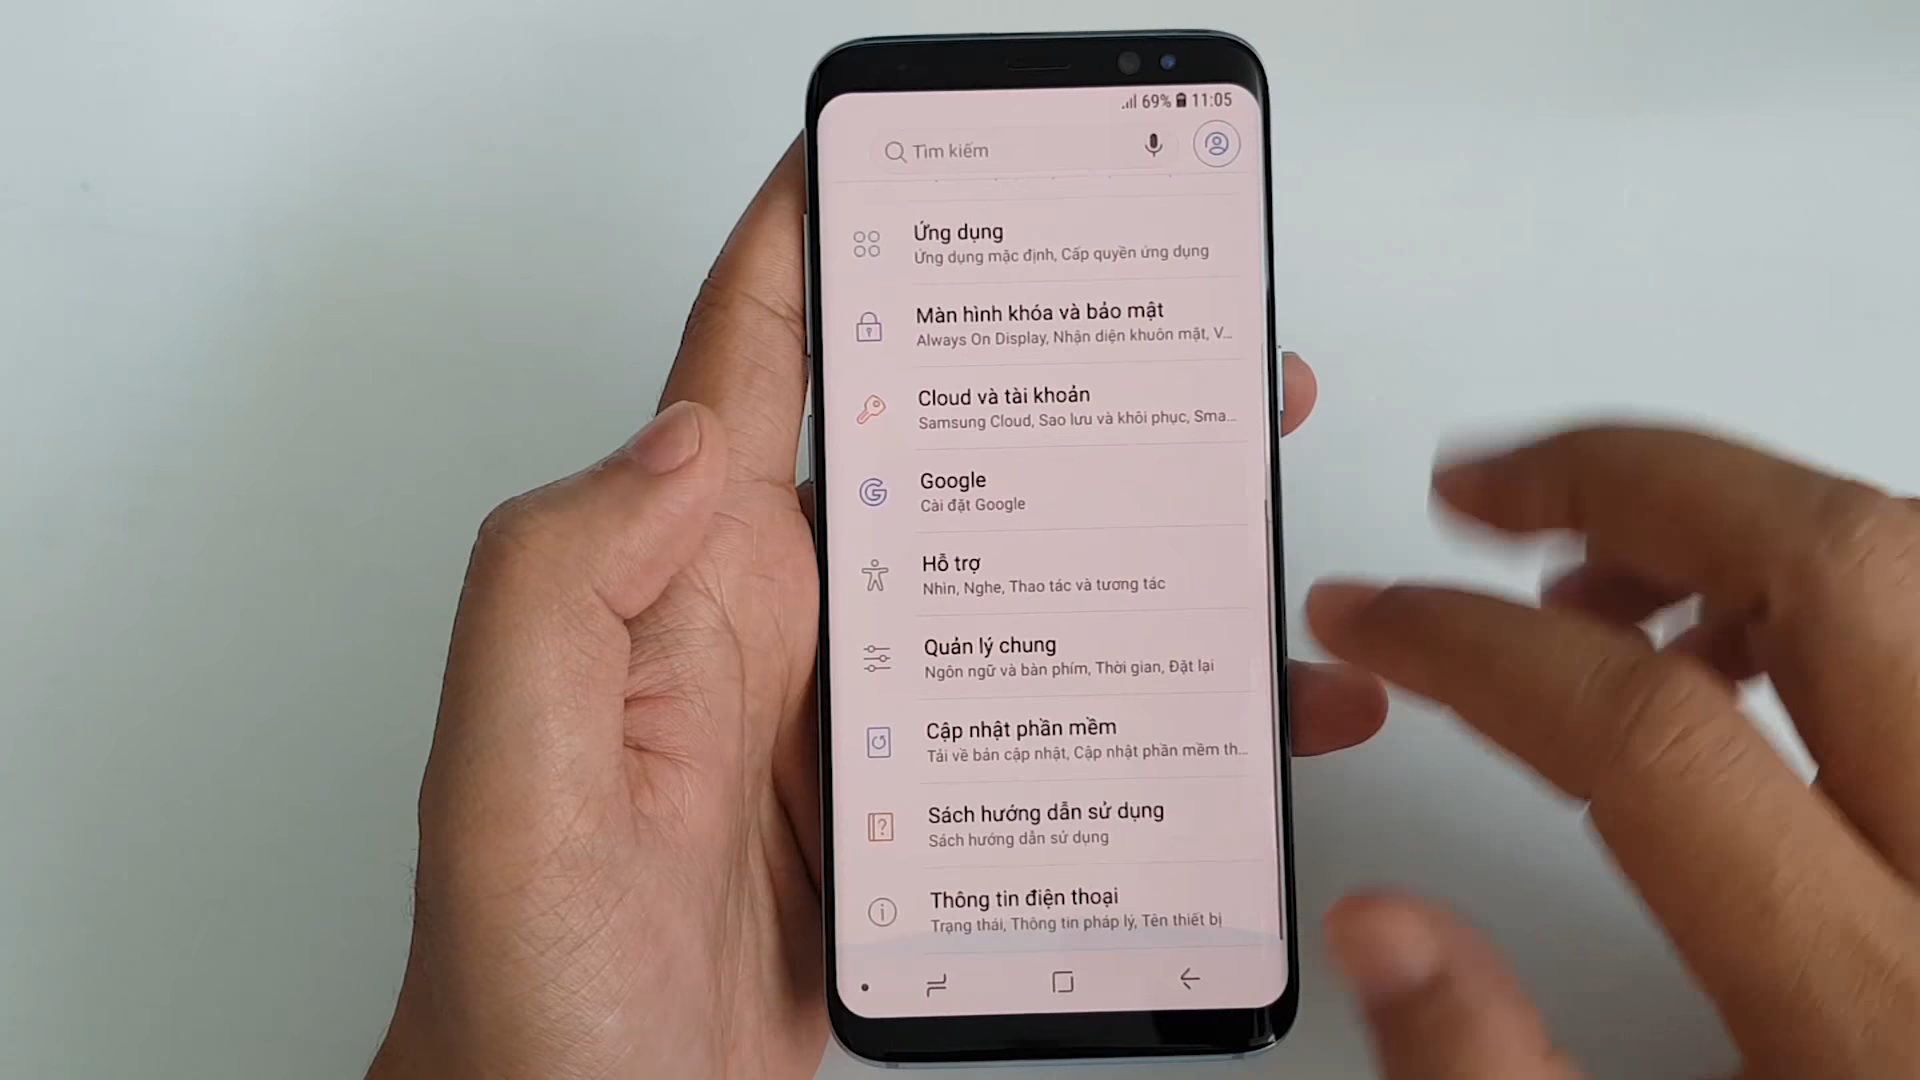 69% 11:05
Tìm kiếm
Ứng dụng
Ứng dụng mặc định, Cấp quyền ứng dụng
Màn hình khóa và bảo mật
Always On Display, Nhận diện khuôn mặt, V...
Cloud và tài khoản
Samsung Cloud, Sao lưu và khôi phục, Sma...
Google
Cài đặt Google
Hỗ trợ
Nhìn, Nghe, Thao tác và tương tác
Quản lý chung
Ngôn ngữ và bàn phím, Thời gian, Đặt lại
Cập nhật phần mềm
Tải về bản cập nhật, Cập nhật phần mềm th...
Sách hướng dẫn sử dụng
Sách hướng dẫn sử dụng
Thông tin điện thoại
Trạng thái, Thông tin pháp lý, Tên thiết bị